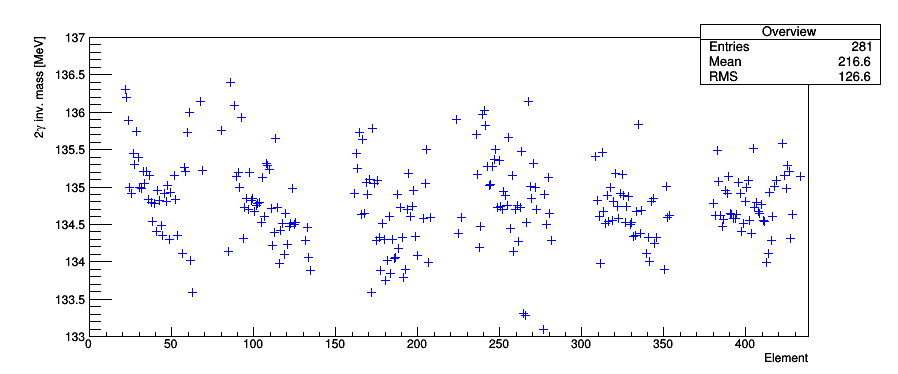 Overview
Entries 281
Mean 216.6
RMS 126.6
2γ inv. mass [MeV]
137
136.5
136
135.5
135
134.5
134
133.5
133
0 50 100 150 200 250 300 350 400
Element